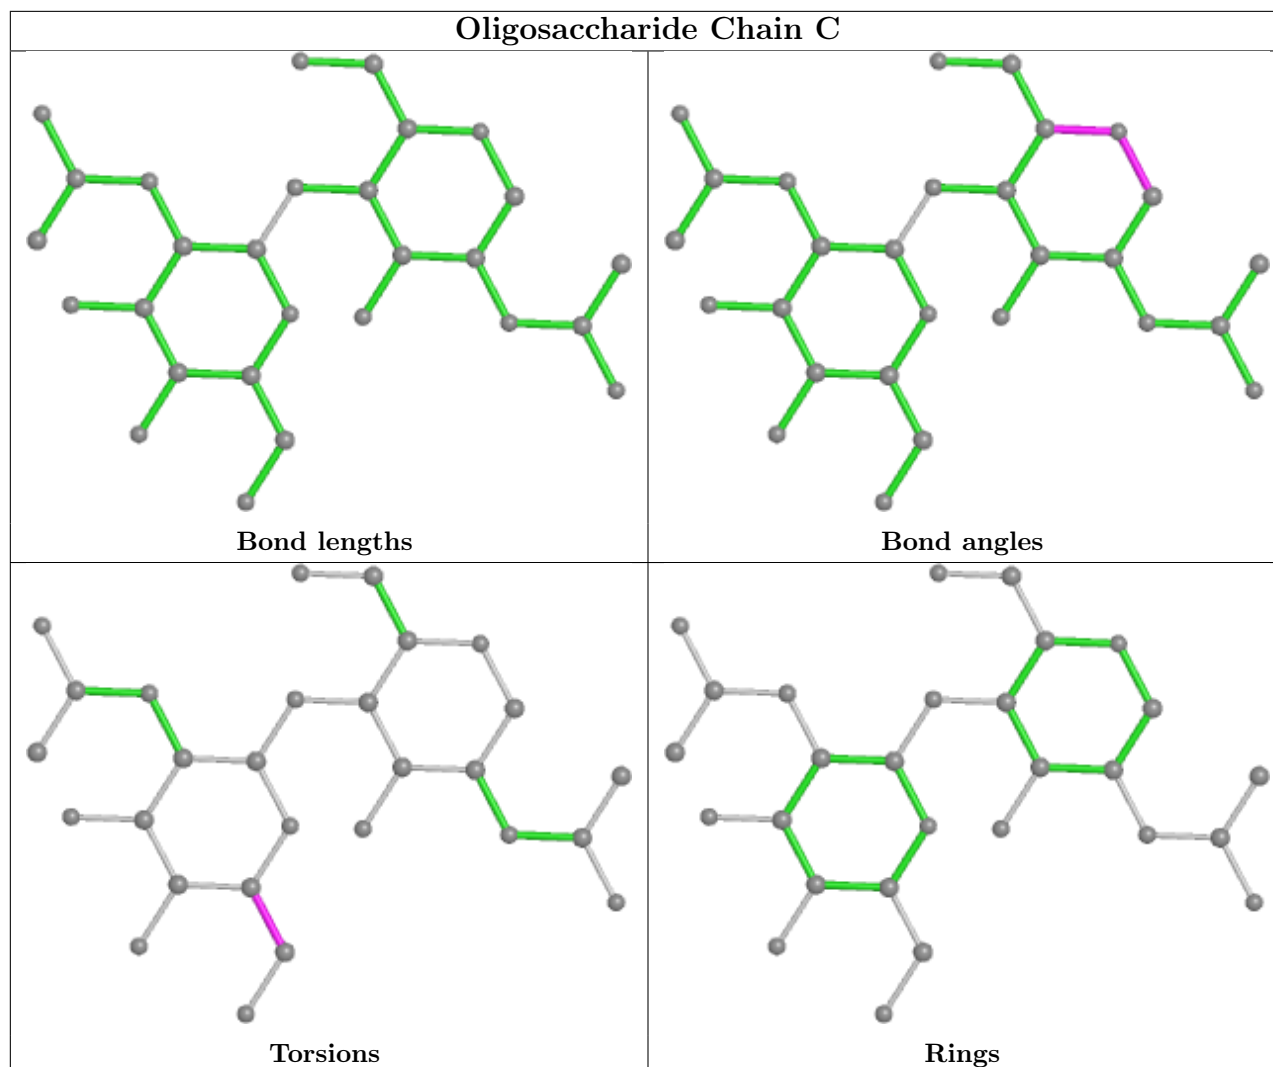 Oligosaccharide Chain C
Bond lengths
Bond angles
Torsions
Rings